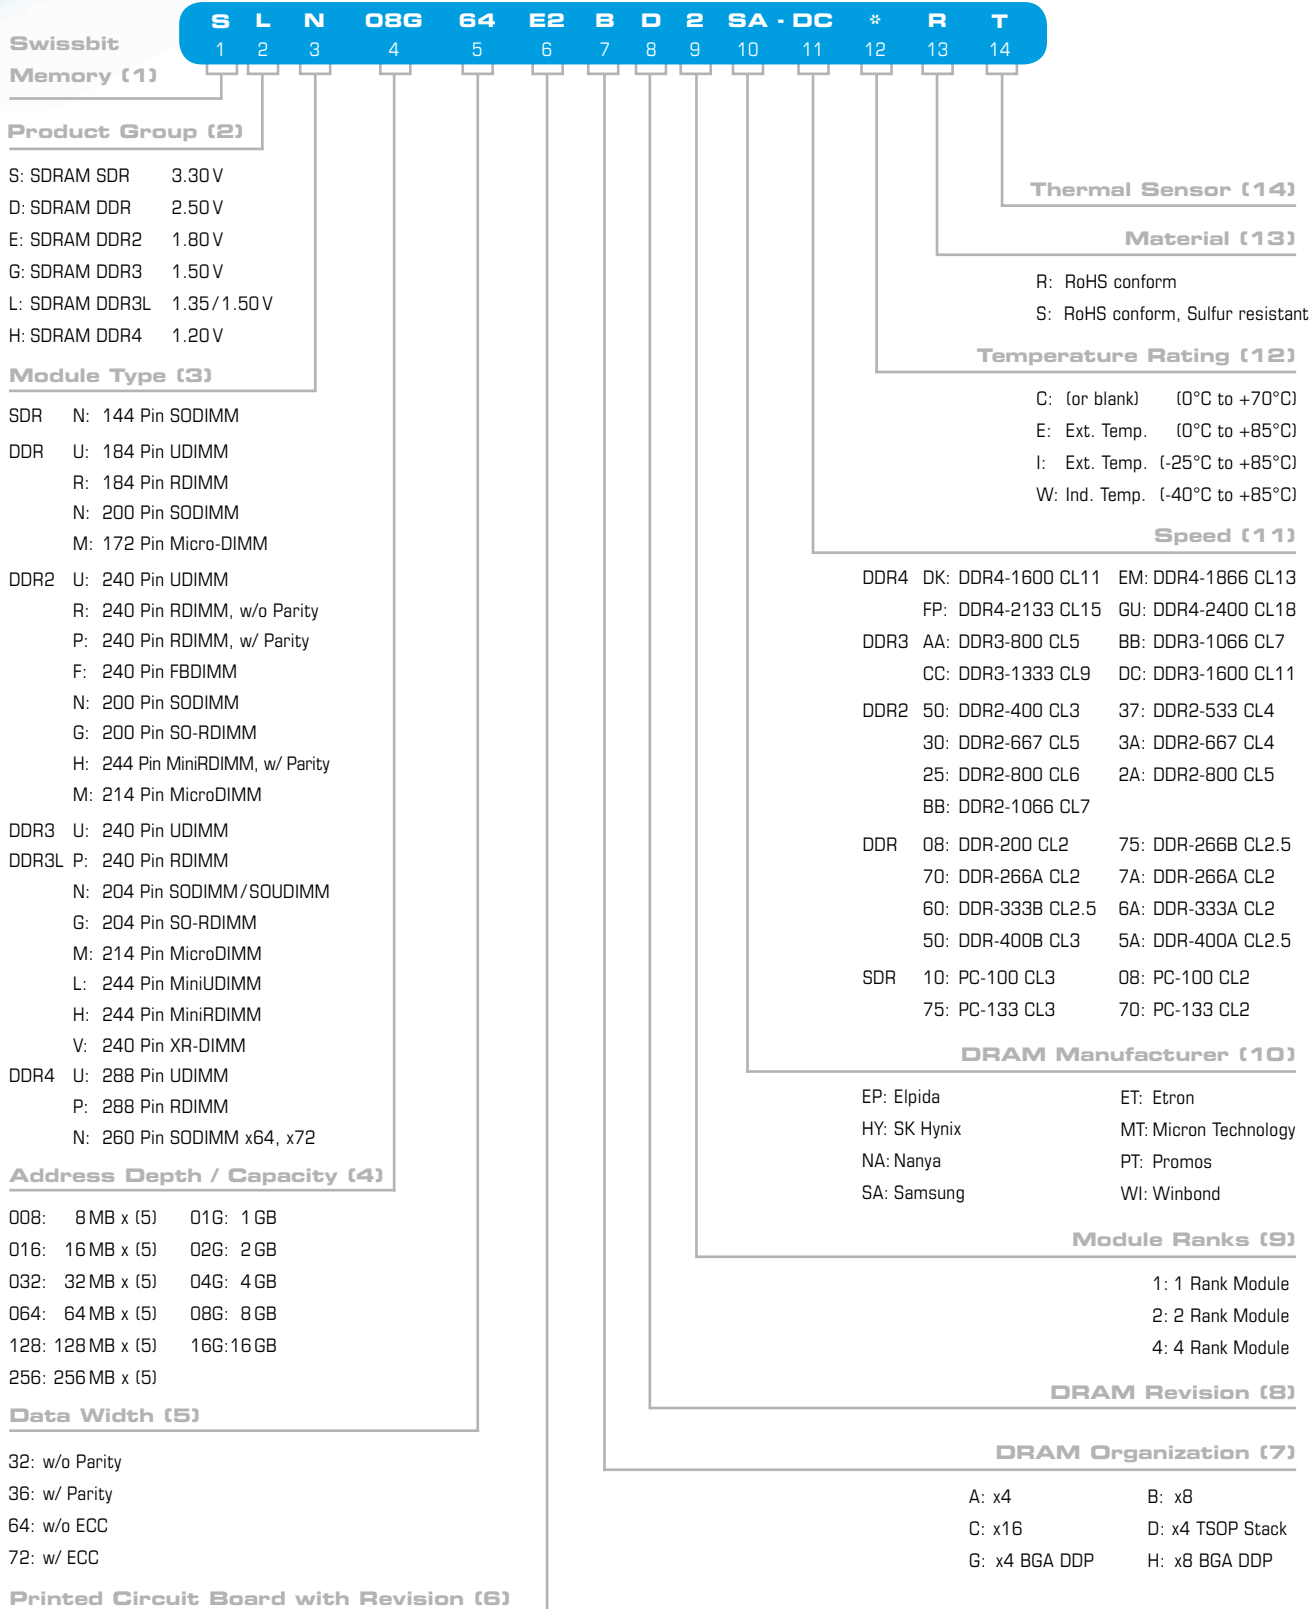 S L N 08G 64 E2 B D 2 SA - DC * R T
1 2 3 4 5 6 7 8 9 10 11 12 13 14
Swissbit
Memory (1)
Product Group (2)
S: SDRAM SDR 3.30 V
D: SDRAM DDR 2.50 V
E: SDRAM DDR2 1.80 V
G: SDRAM DDR3 1.50 V
L: SDRAM DDR3L 1.35/1.50 V
H: SDRAM DDR4 1.20 V
Module Type (3)
SDR N: 144 Pin SODIMM
DDR U: 184 Pin UDIMM
R: 184 Pin RDIMM
N: 200 Pin SODIMM
M: 172 Pin Micro-DIMM
DDR2 U: 240 Pin UDIMM
R: 240 Pin RDIMM, w/o Parity
P: 240 Pin RDIMM, w/ Parity
F: 240 Pin FBDIMM
N: 200 Pin SODIMM
G: 200 Pin SO-RDIMM
H: 244 Pin MiniRDIMM, w/ Parity
M: 214 Pin MicroDIMM
DDR3 U: 240 Pin UDIMM
DDR3L P: 240 Pin RDIMM
N: 204 Pin SODIMM/SOUDIMM
G: 204 Pin SO-RDIMM
M: 214 Pin MicroDIMM
L: 244 Pin MiniUDIMM
H: 244 Pin MiniRDIMM
V: 240 Pin XR-DIMM
DDR4 U: 288 Pin UDIMM
P: 288 Pin RDIMM
N: 260 Pin SODIMM x64, x72
Address Depth / Capacity (4)
008: 8 MB x (5) 01G: 1 GB
016: 16 MB x (5) 02G: 2 GB
032: 32 MB x (5) 04G: 4 GB
064: 64 MB x (5) 08G: 8 GB
128: 128 MB x (5) 16G: 16 GB
256: 256 MB x (5)
Data Width (5)
32: w/o Parity
36: w/ Parity
64: w/o ECC
72: w/ ECC
Printed Circuit Board with Revision (6)
Thermal Sensor (14)
Material (13)
R: RoHS conform
S: RoHS conform, Sulfur resistant
Temperature Rating (12)
C: (or blank) (0°C to +70°C)
E: Ext. Temp. (0°C to +85°C)
I: Ext. Temp. (-25°C to +85°C)
W: Ind. Temp. (-40°C to +85°C)
Speed (11)
DDR4 DK: DDR4-1600 CL11 EM: DDR4-1866 CL13
FP: DDR4-2133 CL15 GU: DDR4-2400 CL18
DDR3 AA: DDR3-800 CL5 BB: DDR3-1066 CL7
CC: DDR3-1333 CL9 DC: DDR3-1600 CL11
DDR2 50: DDR2-400 CL3 37: DDR2-533 CL4
30: DDR2-667 CL5 3A: DDR2-667 CL4
25: DDR2-800 CL6 2A: DDR2-800 CL5
BB: DDR2-1066 CL7
DDR 08: DDR-200 CL2 75: DDR-266B CL2.5
70: DDR-266A CL2 7A: DDR-266A CL2
60: DDR-333B CL2.5 6A: DDR-333A CL2
50: DDR-400B CL3 5A: DDR-400A CL2.5
SDR 10: PC-100 CL3 08: PC-100 CL2
75: PC-133 CL3 70: PC-133 CL2
DRAM Manufacturer (10)
EP: Elpida ET: Etron
HY: SK Hynix MT: Micron Technology
NA: Nanya PT: Promos
SA: Samsung WI: Winbond
Module Ranks (9)
1: 1 Rank Module
2: 2 Rank Module
4: 4 Rank Module
DRAM Revision (8)
DRAM Organization (7)
A: x4 B: x8
C: x16 D: x4 TSOP Stack
G: x4 BGA DDP H: x8 BGA DDP